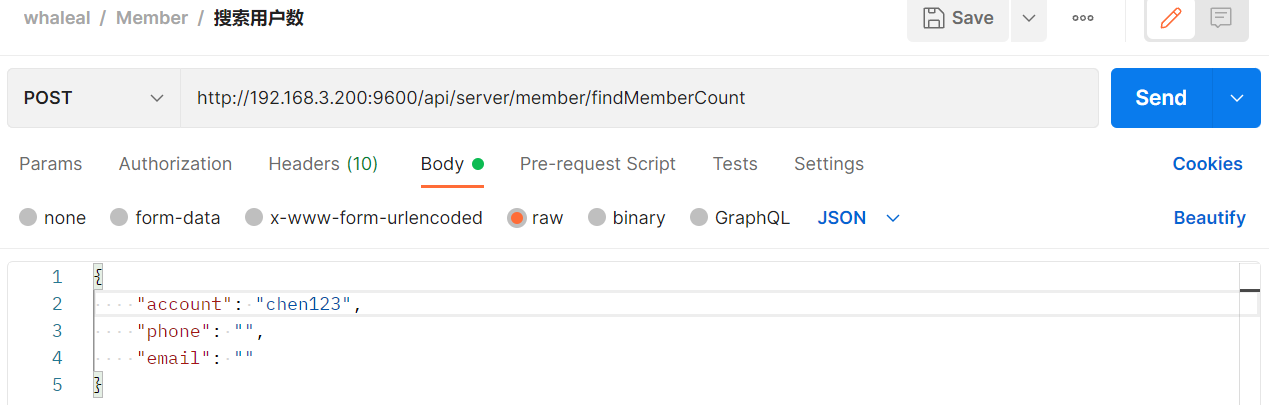 whaleal / Member / 搜索用户数
Save
POST http://192.168.3.200:9600/api/server/member/findMemberCount Send
Params Authorization Headers (10) Body Pre-request Script Tests Settings Cookies
none form-data x-www-form-urlencoded raw binary GraphQL JSON Beautify
1 {
2 "account": "chen123",
3 "phone": "",
4 "email": ""
5 }